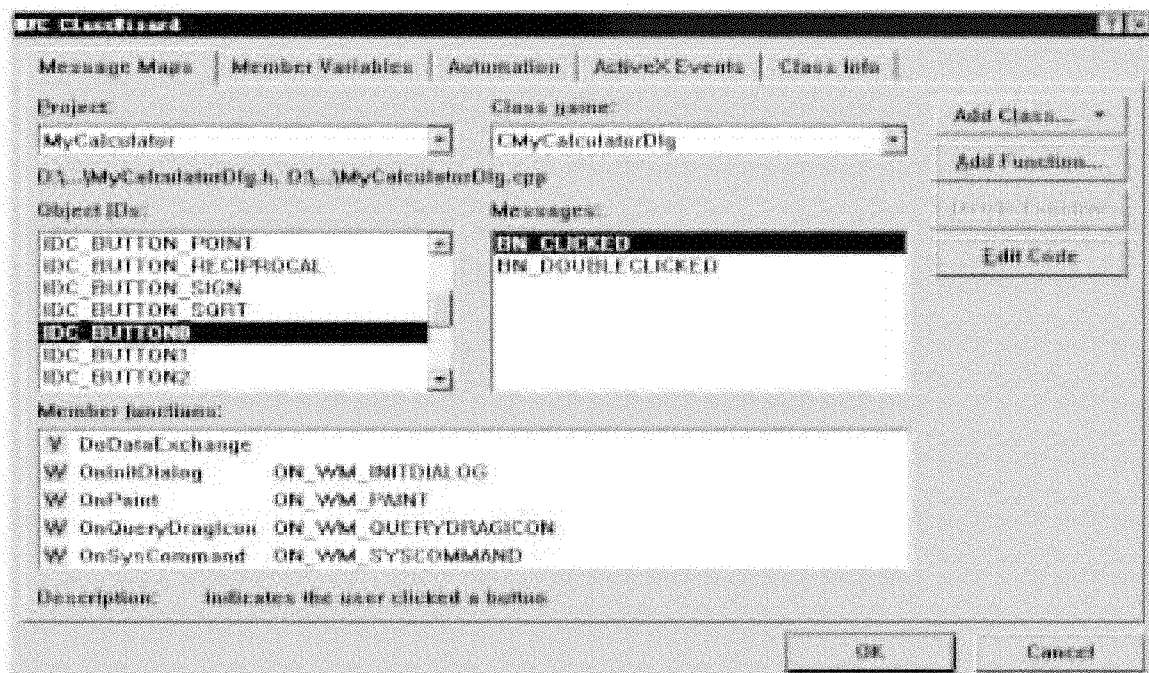 MFC ClassWizard
Message Maps
Member Variables
Automation
ActiveX Events
Class Info
Project:
Class name:
Add Class...
MyCalculator
CMyCalculatorDlg
Add Function...
D:\...\MyCalculatorDlg.h, D:\...\MyCalculatorDlg.cpp
Delete Function
Object IDs:
Messages:
Edit Code
IDC_BUTTON_POINT
IDC_BUTTON_RECIPROCAL
IDC_BUTTON_SIGN
IDC_BUTTON_SQRT
IDC_BUTTON0
IDC_BUTTON1
IDC_BUTTON2
BN_CLICKED
BN_DOUBLECLICKED
Member functions:
V DoDataExchange
W OnInitDialog ON_WM_INITDIALOG
W OnPaint ON_WM_PAINT
W OnQueryDragIcon ON_WM_QUERYDRAGICON
W OnSysCommand ON_WM_SYSCOMMAND
Description: Indicates the user clicked a button
OK
Cancel